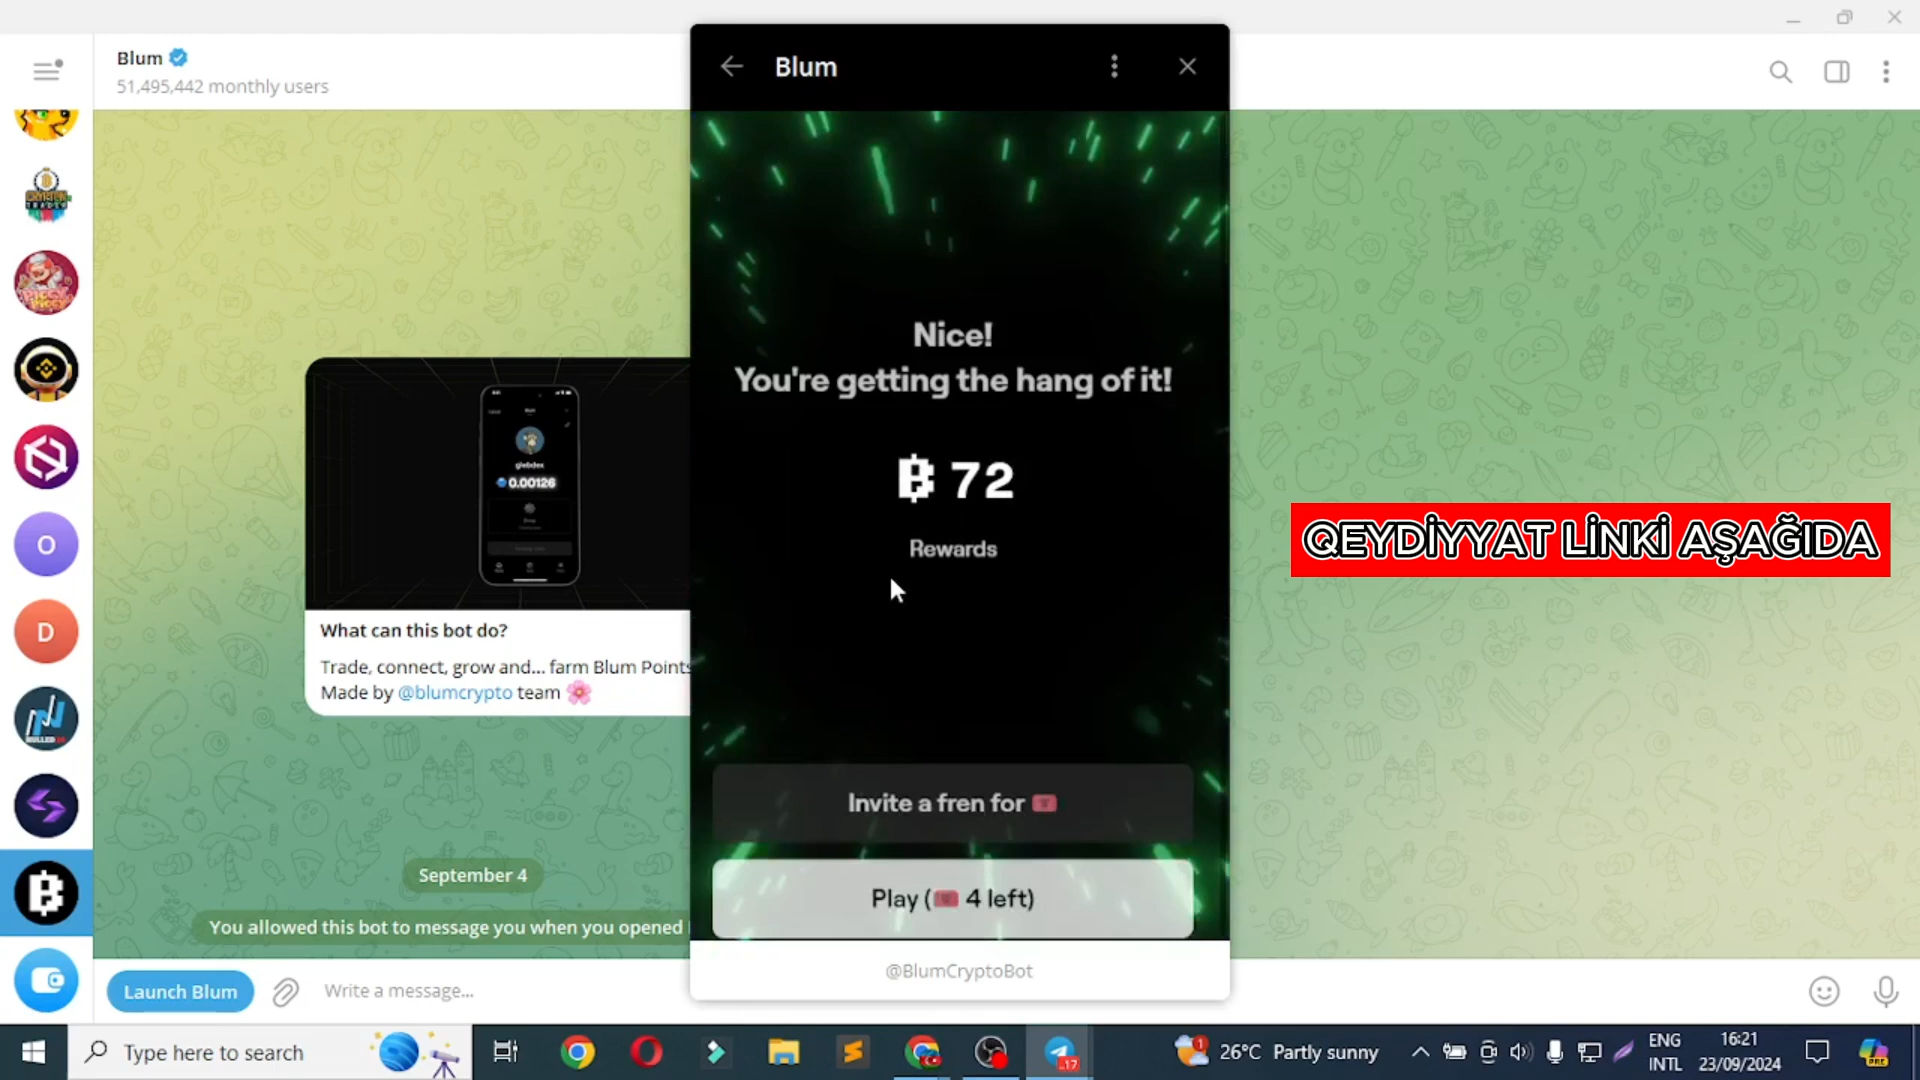 Blum
51,495,442 monthly users
Blum
Nice!
You're getting the hang of it!
72
Rewards
QEYDİYYAT LİNKİ AŞAĞIDA
0.00126
What can this bot do?
Trade, connect, grow and... farm Blum Points
Made by @blumcrypto team
O
D
Invite a fren for
Play ( 4 left)
September 4
You allowed this bot to message you when you opened
@BlumCryptoBot
Launch Blum
Write a message...
Type here to search
17
1
26°C Partly sunny
ENG
INTL
16:21
23/09/2024
PRE